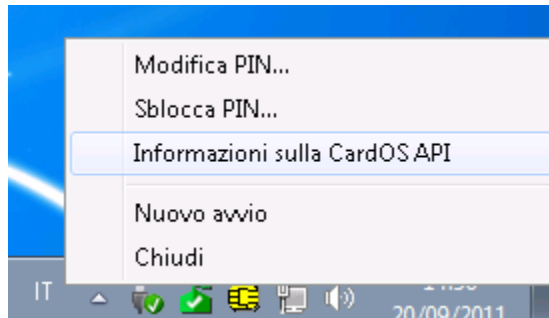 Modifica PIN...
Sblocca PIN...
Informazioni sulla CardOS API
Nuovo avvio
Chiudi
IT
20/09/2011